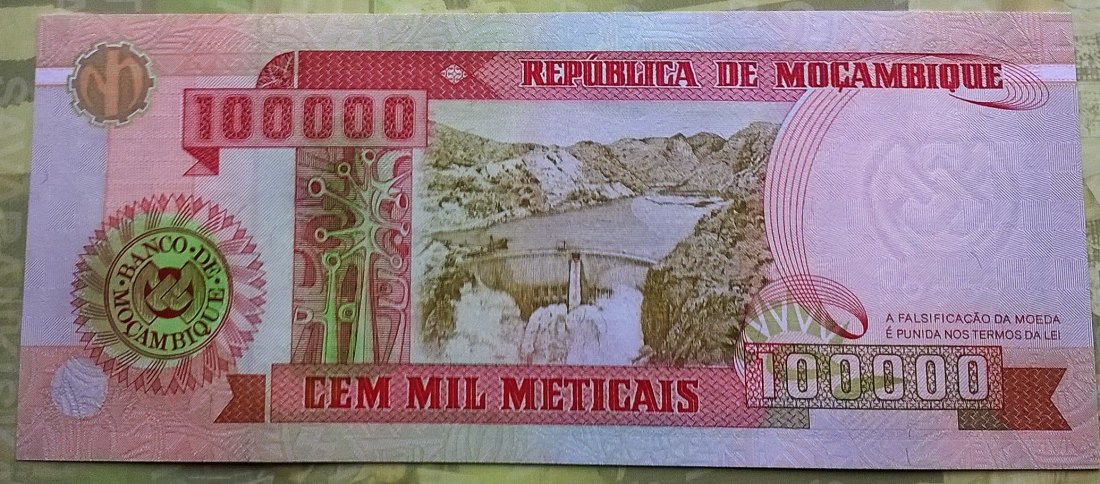 REPÚBLICA DE MOÇAMBIQUE
100000
BANCO • DE • MOÇAMBIQUE •
A FALSIFICAÇÃO DA MOEDA
É PUNIDA NOS TERMOS DA LEI
100000
CEM MIL METICAIS